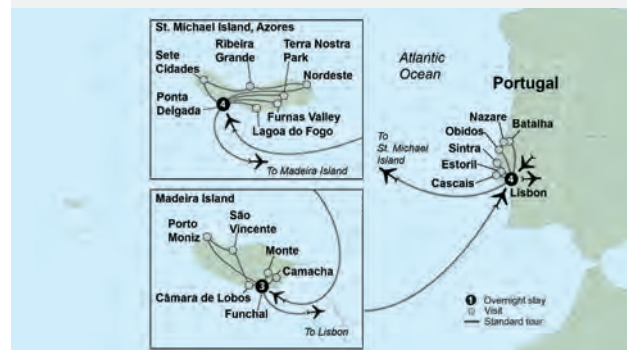 St. Michael Island, Azores
Ribeira
Grande
Terra Nostra
Park
Sete
Cidades
Nordeste
Ponta
Delgada
4
Furnas Valley
Lagoa do Fogo
To Madeira Island
Atlantic
Ocean
Portugal
Nazare
Batalha
Obidos
Sintra
Estoril
Cascais
4
Lisbon
To
St. Michael
Island
Madeira Island
São
Vincente
Porto
Moniz
Monte
Camacha
Câmara de Lobos
3
Funchal
To Lisbon
1 Overnight stay
Visit
Standard tour